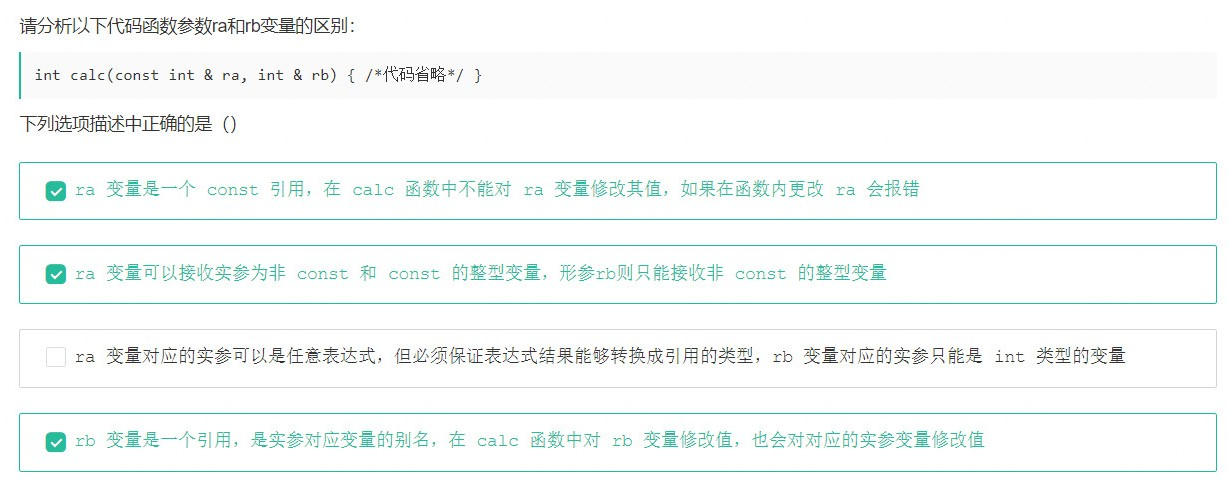 请分析以下代码函数参数ra和rb变量的区别：
int calc(const int & ra, int & rb) { /*代码省略*/ }
下列选项描述中正确的是（）
ra 变量是一个 const 引用，在 calc 函数中不能对 ra 变量修改其值，如果在函数内更改 ra 会报错
ra 变量可以接收实参为非 const 和 const 的整型变量，形参rb则只能接收非 const 的整型变量
ra 变量对应的实参可以是任意表达式，但必须保证表达式结果能够转换成引用的类型，rb 变量对应的实参只能是 int 类型的变量
rb 变量是一个引用，是实参对应变量的别名，在 calc 函数中对 rb 变量修改值，也会对对应的实参变量修改值